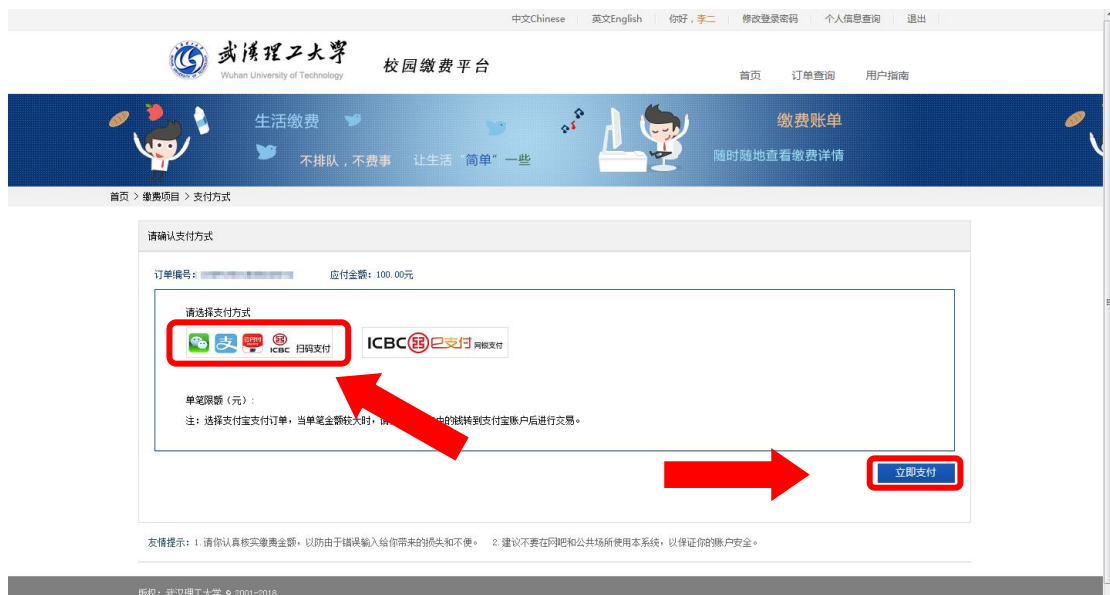 中文Chinese 英文English 你好，李二 修改登录密码 个人信息查询 退出
武汉理工大学
Wuhan University of Technology
校园缴费平台
首页 订单查询 用户指南
生活缴费
不排队，不费事 让生活“简单”一些
缴费账单
随时随地查看缴费详情
首页 > 缴费项目 > 支付方式
请确认支付方式
订单编号： 应付金额：100.00元
请选择支付方式
ICBC 扫码支付
ICBC 已支付 网银支付
单笔限额（元）：
注：选择支付宝支付订单，当单笔金额较大时，中的钱转到支付宝账户后进行交易。
立即支付
友情提示：1.请你认真核实缴费金额，以防由于错误输入给你带来的损失和不便。 2.建议不要在网吧和公共场所使用本系统，以保证你的账户安全。
版权：武汉理工大学 © 2001-2018